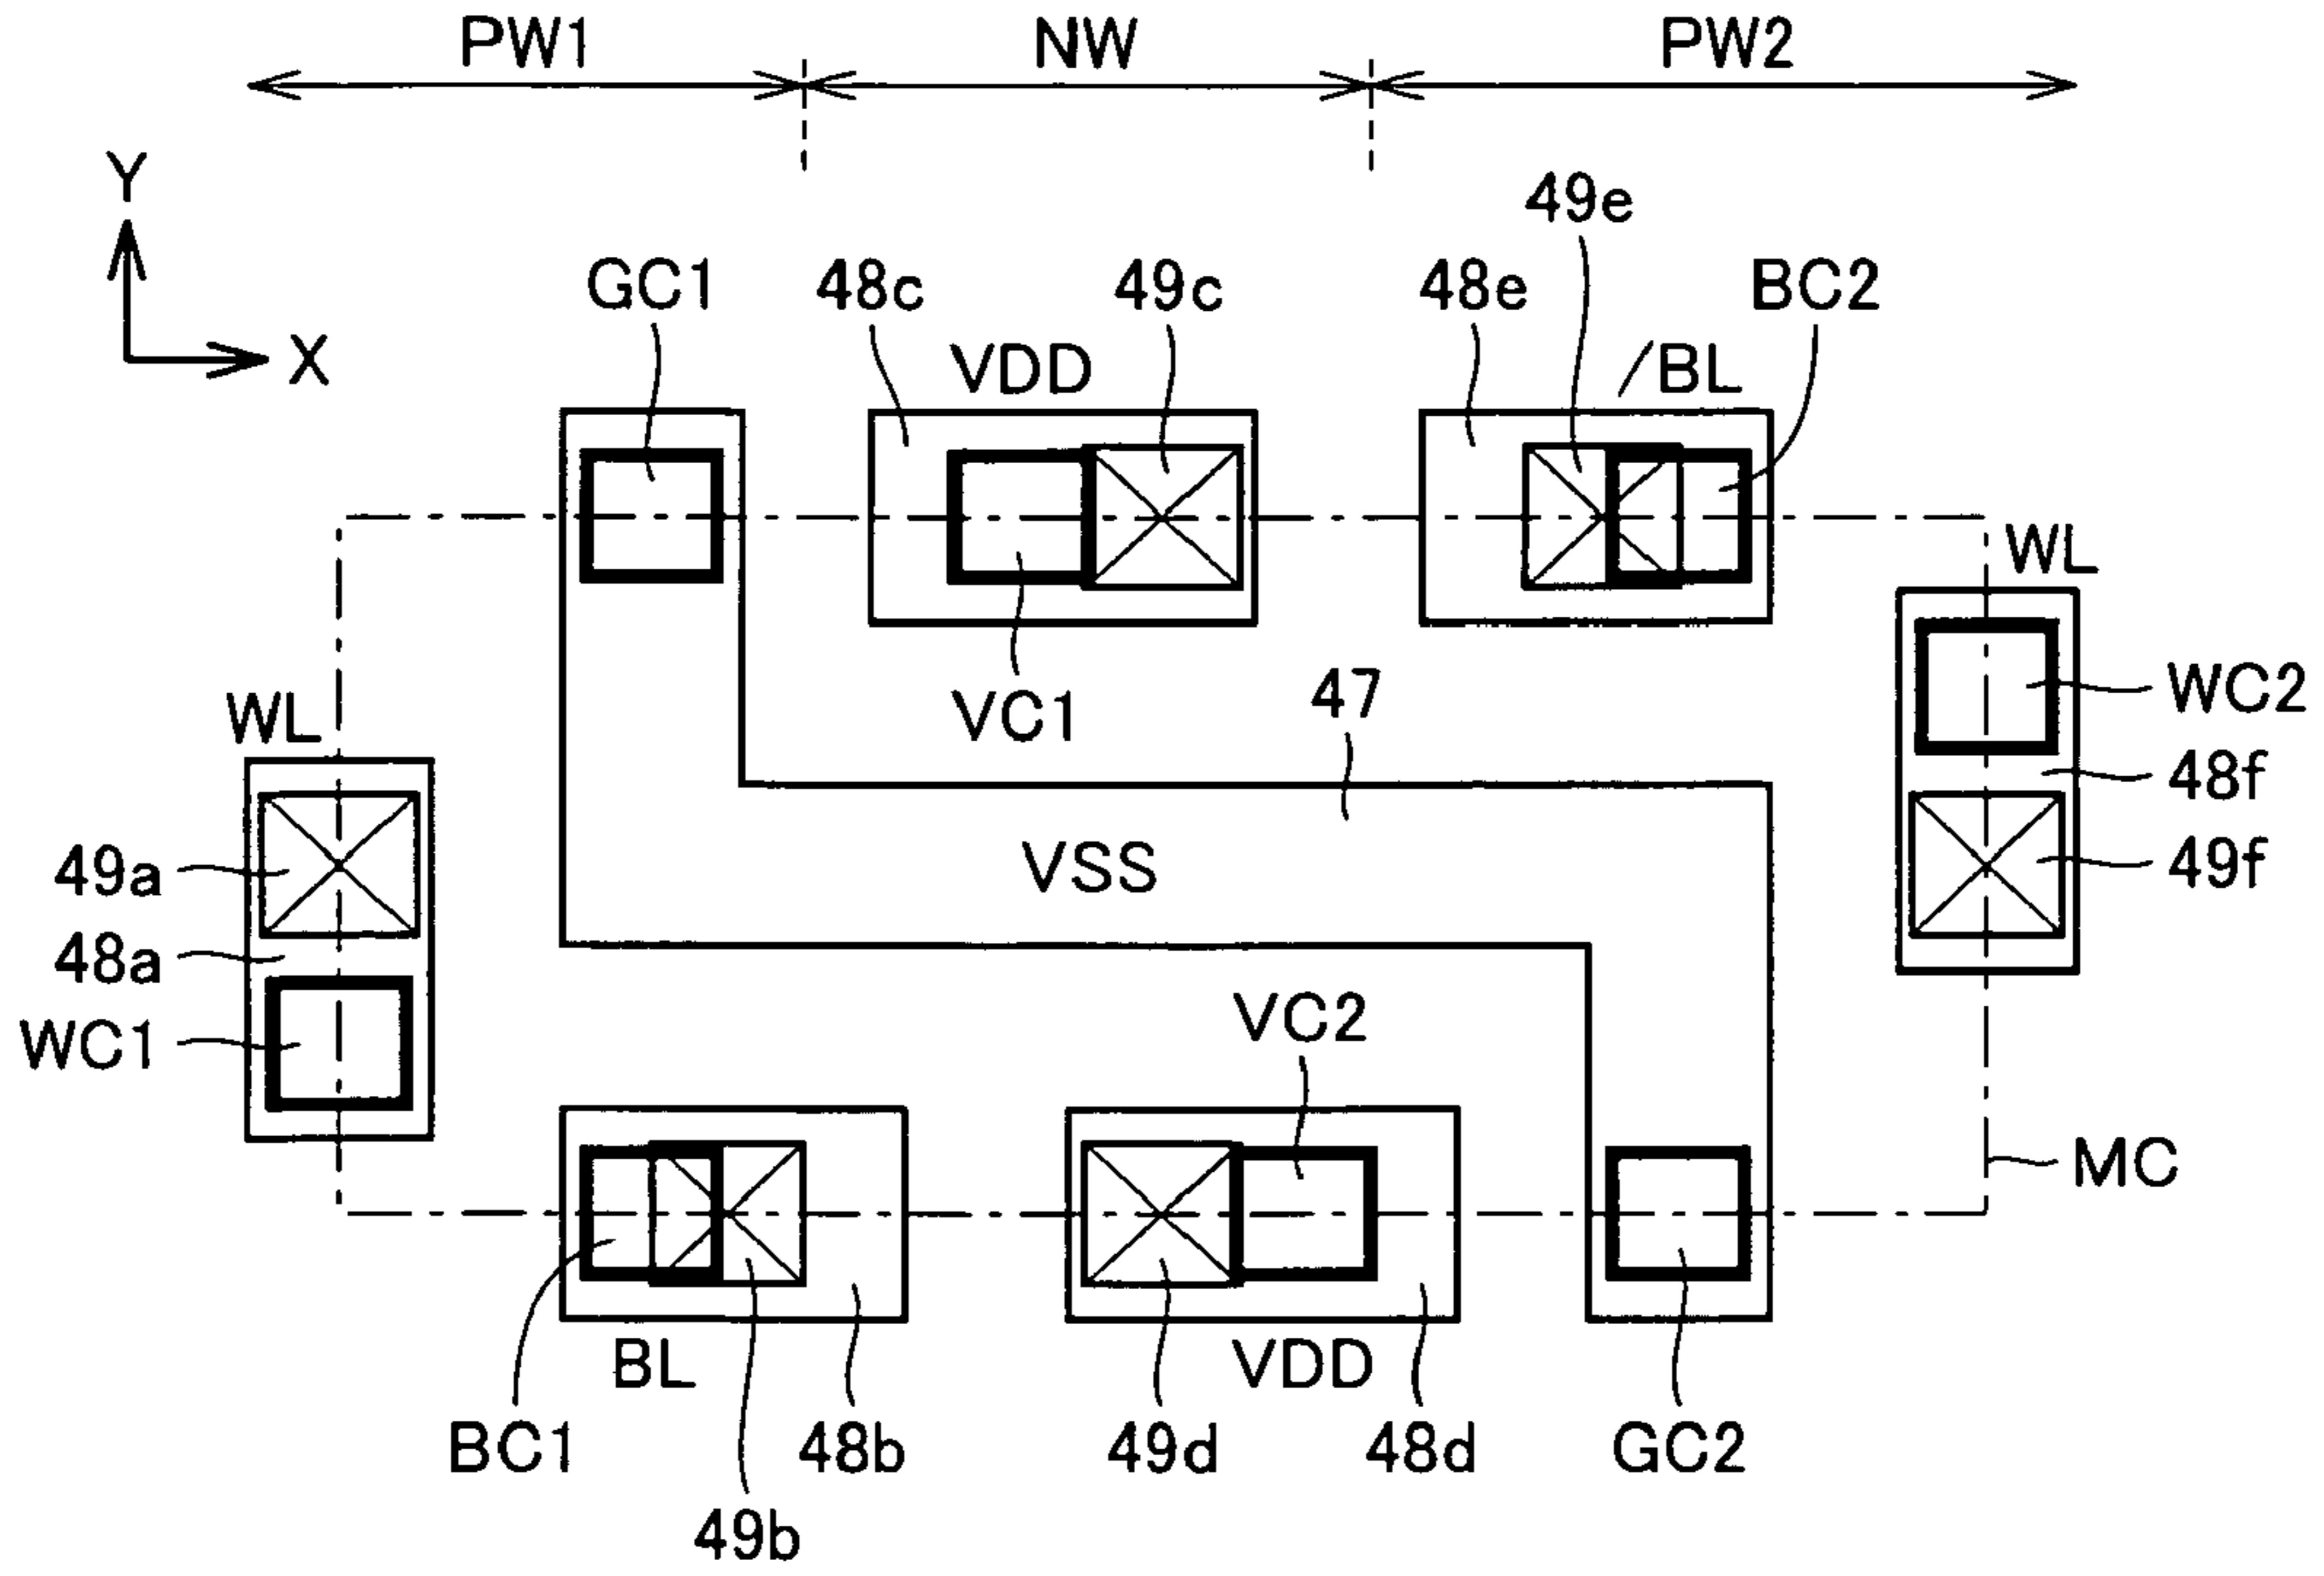 PW1 NW PW2
Y
49e
GC1 48c 49c 48e BC2
X VDD /BL
WL
WL VC1 47 WC2
48f
49a VSS 49f
48a
WC1 VC2
MC
BL VDD
BC1 48b 49d 48d GC2
49b